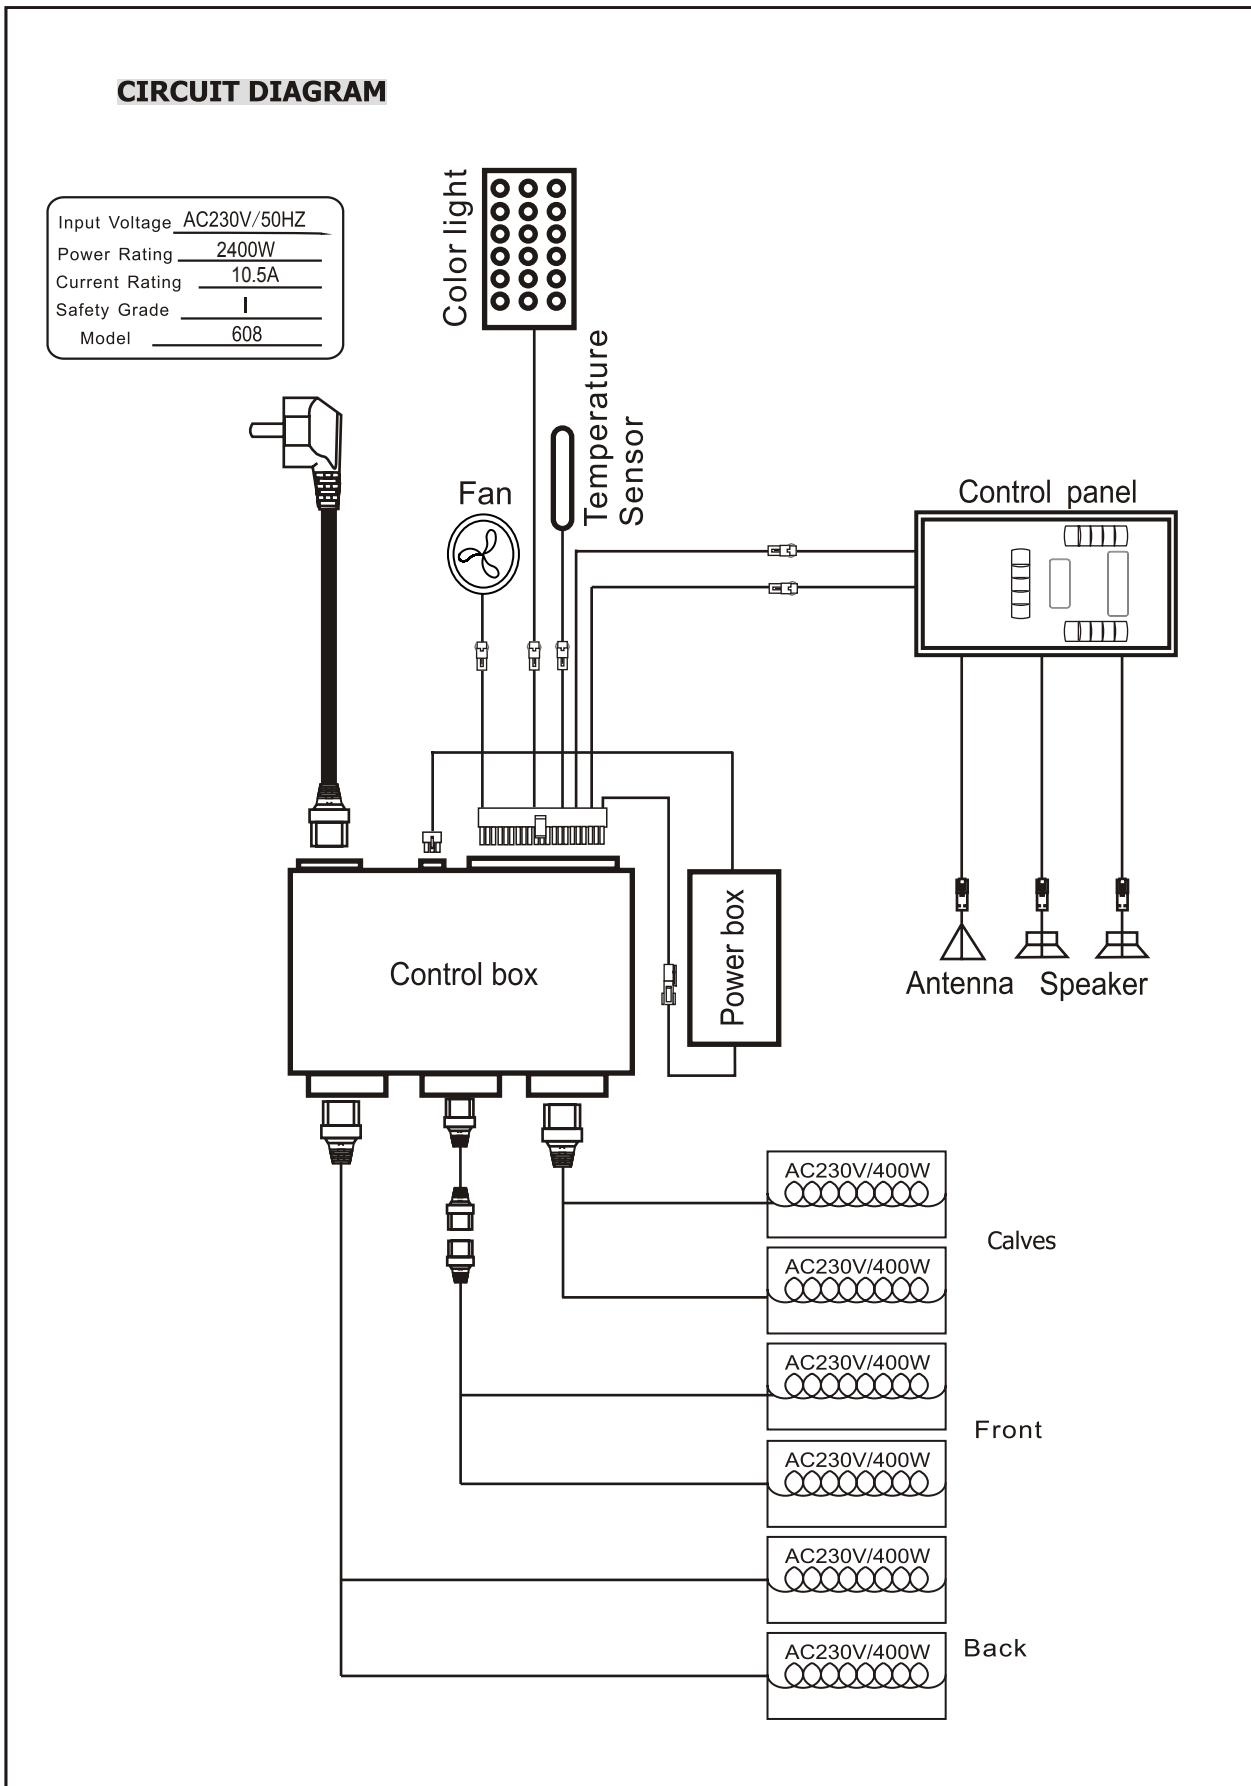 CIRCUIT DIAGRAM
Input Voltage AC230V/50HZ
Power Rating 2400W
Current Rating 10.5A
Safety Grade I
Model 608
Color light
Temperature
Sensor
Fan
Control panel
Antenna
Speaker
Control box
Power box
AC230V/400W
AC230V/400W
Calves
AC230V/400W
AC230V/400W
Front
AC230V/400W
AC230V/400W
Back